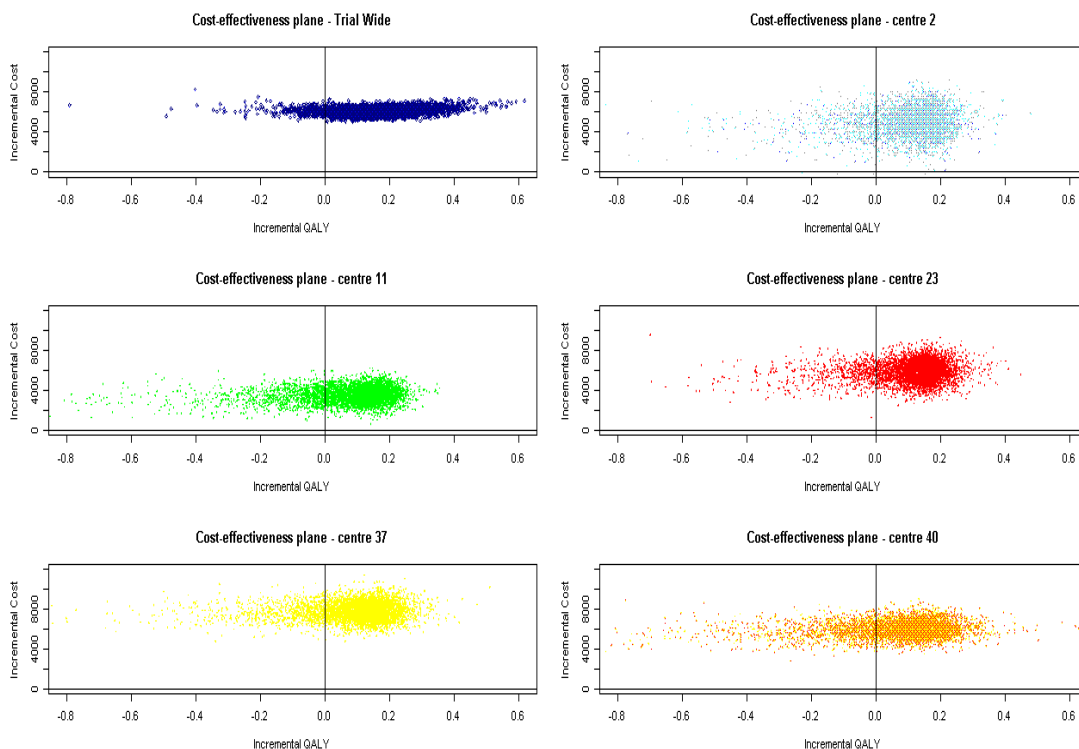 Cost-effectiveness plane - Trial Wide
Incremental Cost
0 4000 8000
-0.8 -0.6 -0.4 -0.2 0.0 0.2 0.4 0.6
Incremental QALY
Cost-effectiveness plane - centre 2
Incremental Cost
0 4000 8000
-0.8 -0.6 -0.4 -0.2 0.0 0.2 0.4 0.6
Incremental QALY
Cost-effectiveness plane - centre 11
Incremental Cost
0 4000 8000
-0.8 -0.6 -0.4 -0.2 0.0 0.2 0.4 0.6
Incremental QALY
Cost-effectiveness plane - centre 23
Incremental Cost
0 4000 8000
-0.8 -0.6 -0.4 -0.2 0.0 0.2 0.4 0.6
Incremental QALY
Cost-effectiveness plane - centre 37
Incremental Cost
0 4000 8000
-0.8 -0.6 -0.4 -0.2 0.0 0.2 0.4 0.6
Incremental QALY
Cost-effectiveness plane - centre 40
Incremental Cost
0 4000 8000
-0.8 -0.6 -0.4 -0.2 0.0 0.2 0.4 0.6
Incremental QALY